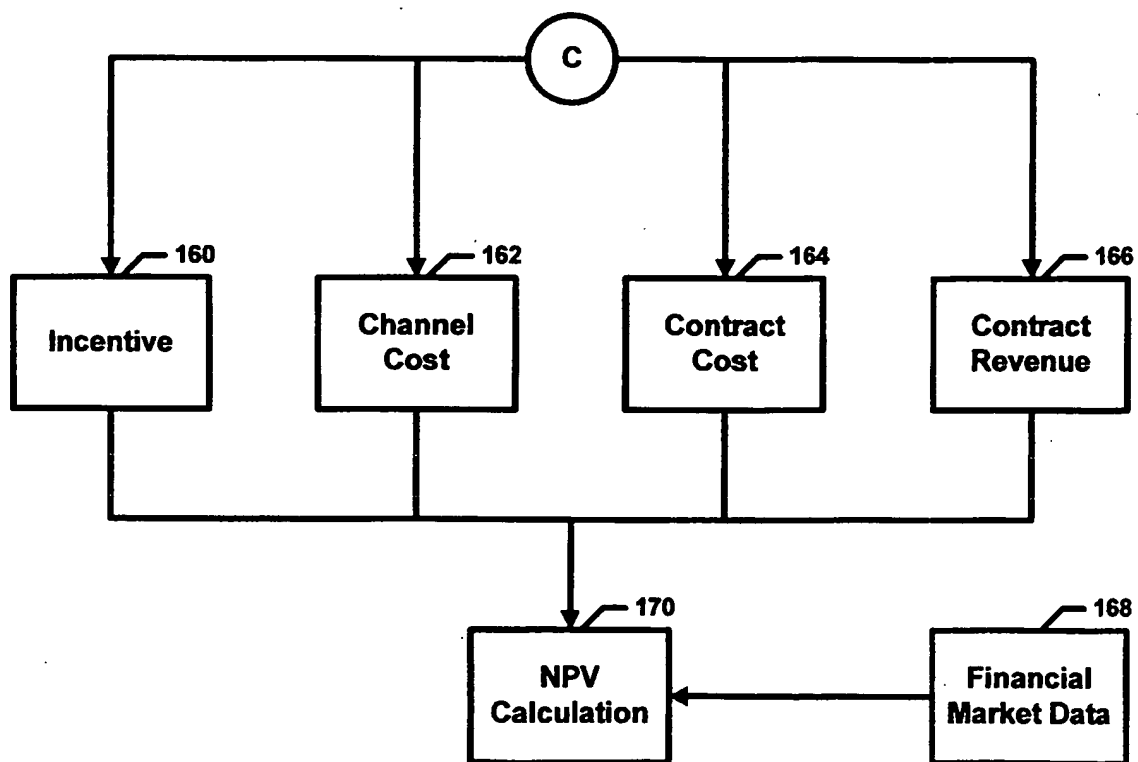 C
160
162
164
166
Incentive
Channel
Cost
Contract
Cost
Contract
Revenue
170
168
NPV
Calculation
Financial
Market Data